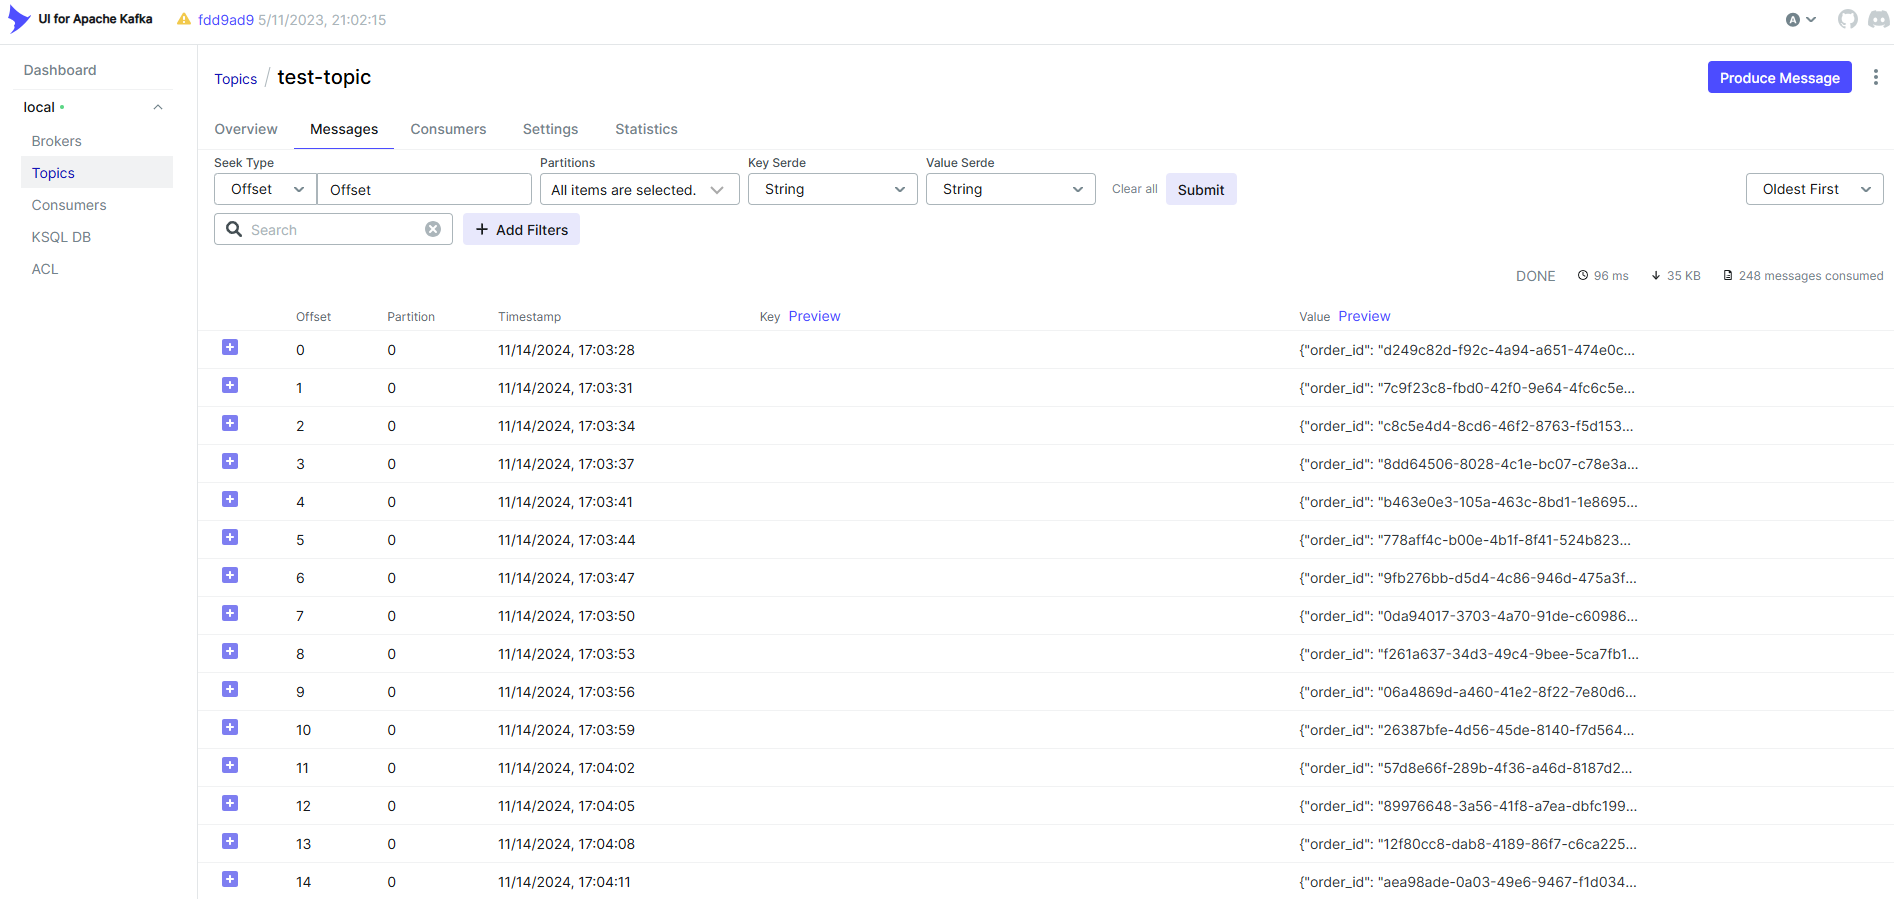 UI for Apache Kafka fdd9ad9 5/11/2023, 21:02:15 A
Dashboard
local
Brokers
Topics
Consumers
KSQL DB
ACL
Topics / test-topic
Produce Message
Overview Messages Consumers Settings Statistics
Seek Type Partitions Key Serde Value Serde
Offset Offset All items are selected. String String Clear all Submit Oldest First
Search Add Filters
DONE 96 ms 35 KB 248 messages consumed
Offset Partition Timestamp Key Preview Value Preview
0 0 11/14/2024, 17:03:28 {"order_id": "d249c82d-f92c-4a94-a651-474e0c...
1 0 11/14/2024, 17:03:31 {"order_id": "7c9f23c8-fbd0-42f0-9e64-4fc6c5e...
2 0 11/14/2024, 17:03:34 {"order_id": "c8c5e4d4-8cd6-46f2-8763-f5d153...
3 0 11/14/2024, 17:03:37 {"order_id": "8dd64506-8028-4c1e-bc07-c78e3a...
4 0 11/14/2024, 17:03:41 {"order_id": "b463e0e3-105a-463c-8bd1-1e8695...
5 0 11/14/2024, 17:03:44 {"order_id": "778aff4c-b00e-4b1f-8f41-524b823...
6 0 11/14/2024, 17:03:47 {"order_id": "9fb276bb-d5d4-4c86-946d-475a3f...
7 0 11/14/2024, 17:03:50 {"order_id": "0da94017-3703-4a70-91de-c60986...
8 0 11/14/2024, 17:03:53 {"order_id": "f261a637-34d3-49c4-9bee-5ca7fb1...
9 0 11/14/2024, 17:03:56 {"order_id": "06a4869d-a460-41e2-8f22-7e80d6...
10 0 11/14/2024, 17:03:59 {"order_id": "26387bfe-4d56-45de-8140-f7d564...
11 0 11/14/2024, 17:04:02 {"order_id": "57d8e66f-289b-4f36-a46d-8187d2...
12 0 11/14/2024, 17:04:05 {"order_id": "89976648-3a56-41f8-a7ea-dbfc199...
13 0 11/14/2024, 17:04:08 {"order_id": "12f80cc8-dab8-4189-86f7-c6ca225...
14 0 11/14/2024, 17:04:11 {"order_id": "aea98ade-0a03-49e6-9467-f1d034...